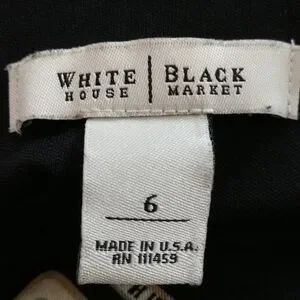 WHITE | BLACK
HOUSE | MARKET
6
MADE IN U.S.A.
RN 111459